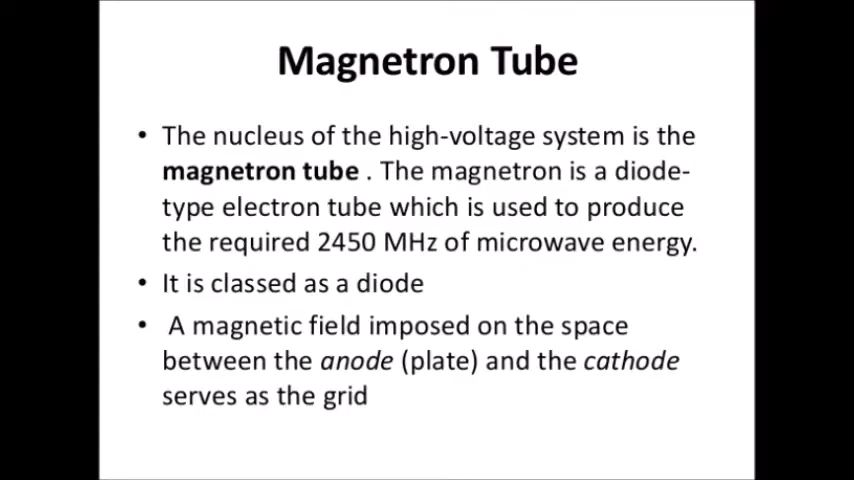 Magnetron Tube
• The nucleus of the high-voltage system is the
magnetron tube . The magnetron is a diode-
type electron tube which is used to produce
the required 2450 MHz of microwave energy.
• It is classed as a diode
• A magnetic field imposed on the space
between the anode (plate) and the cathode
serves as the grid